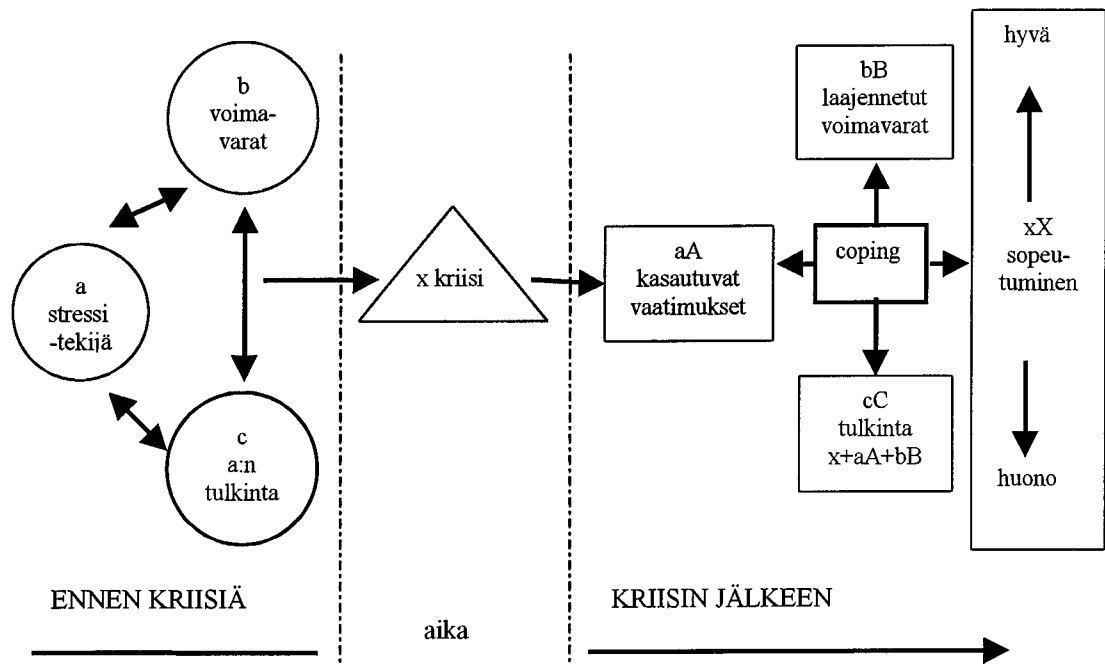 b
voima-
varat
a
stressi
-tekijä
c
a:n
tulkinta
x kriisi
aA
kasautuvat
vaatimukset
bB
laajennetut
voimavarat
coping
cC
tulkinta
x+aA+bB
hyvä
xX
sopeu-
tuminen
huono
ENNEN KRIISIÄ
aika
KRIISIN JÄLKEEN